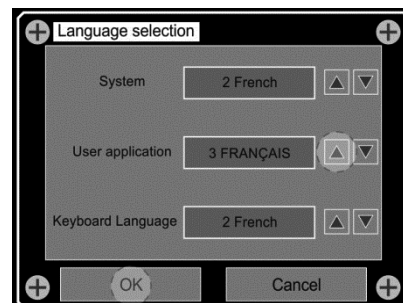 Language selection
System 2 French
User application 3 FRANÇAIS
Keyboard Language 2 French
OK Cancel